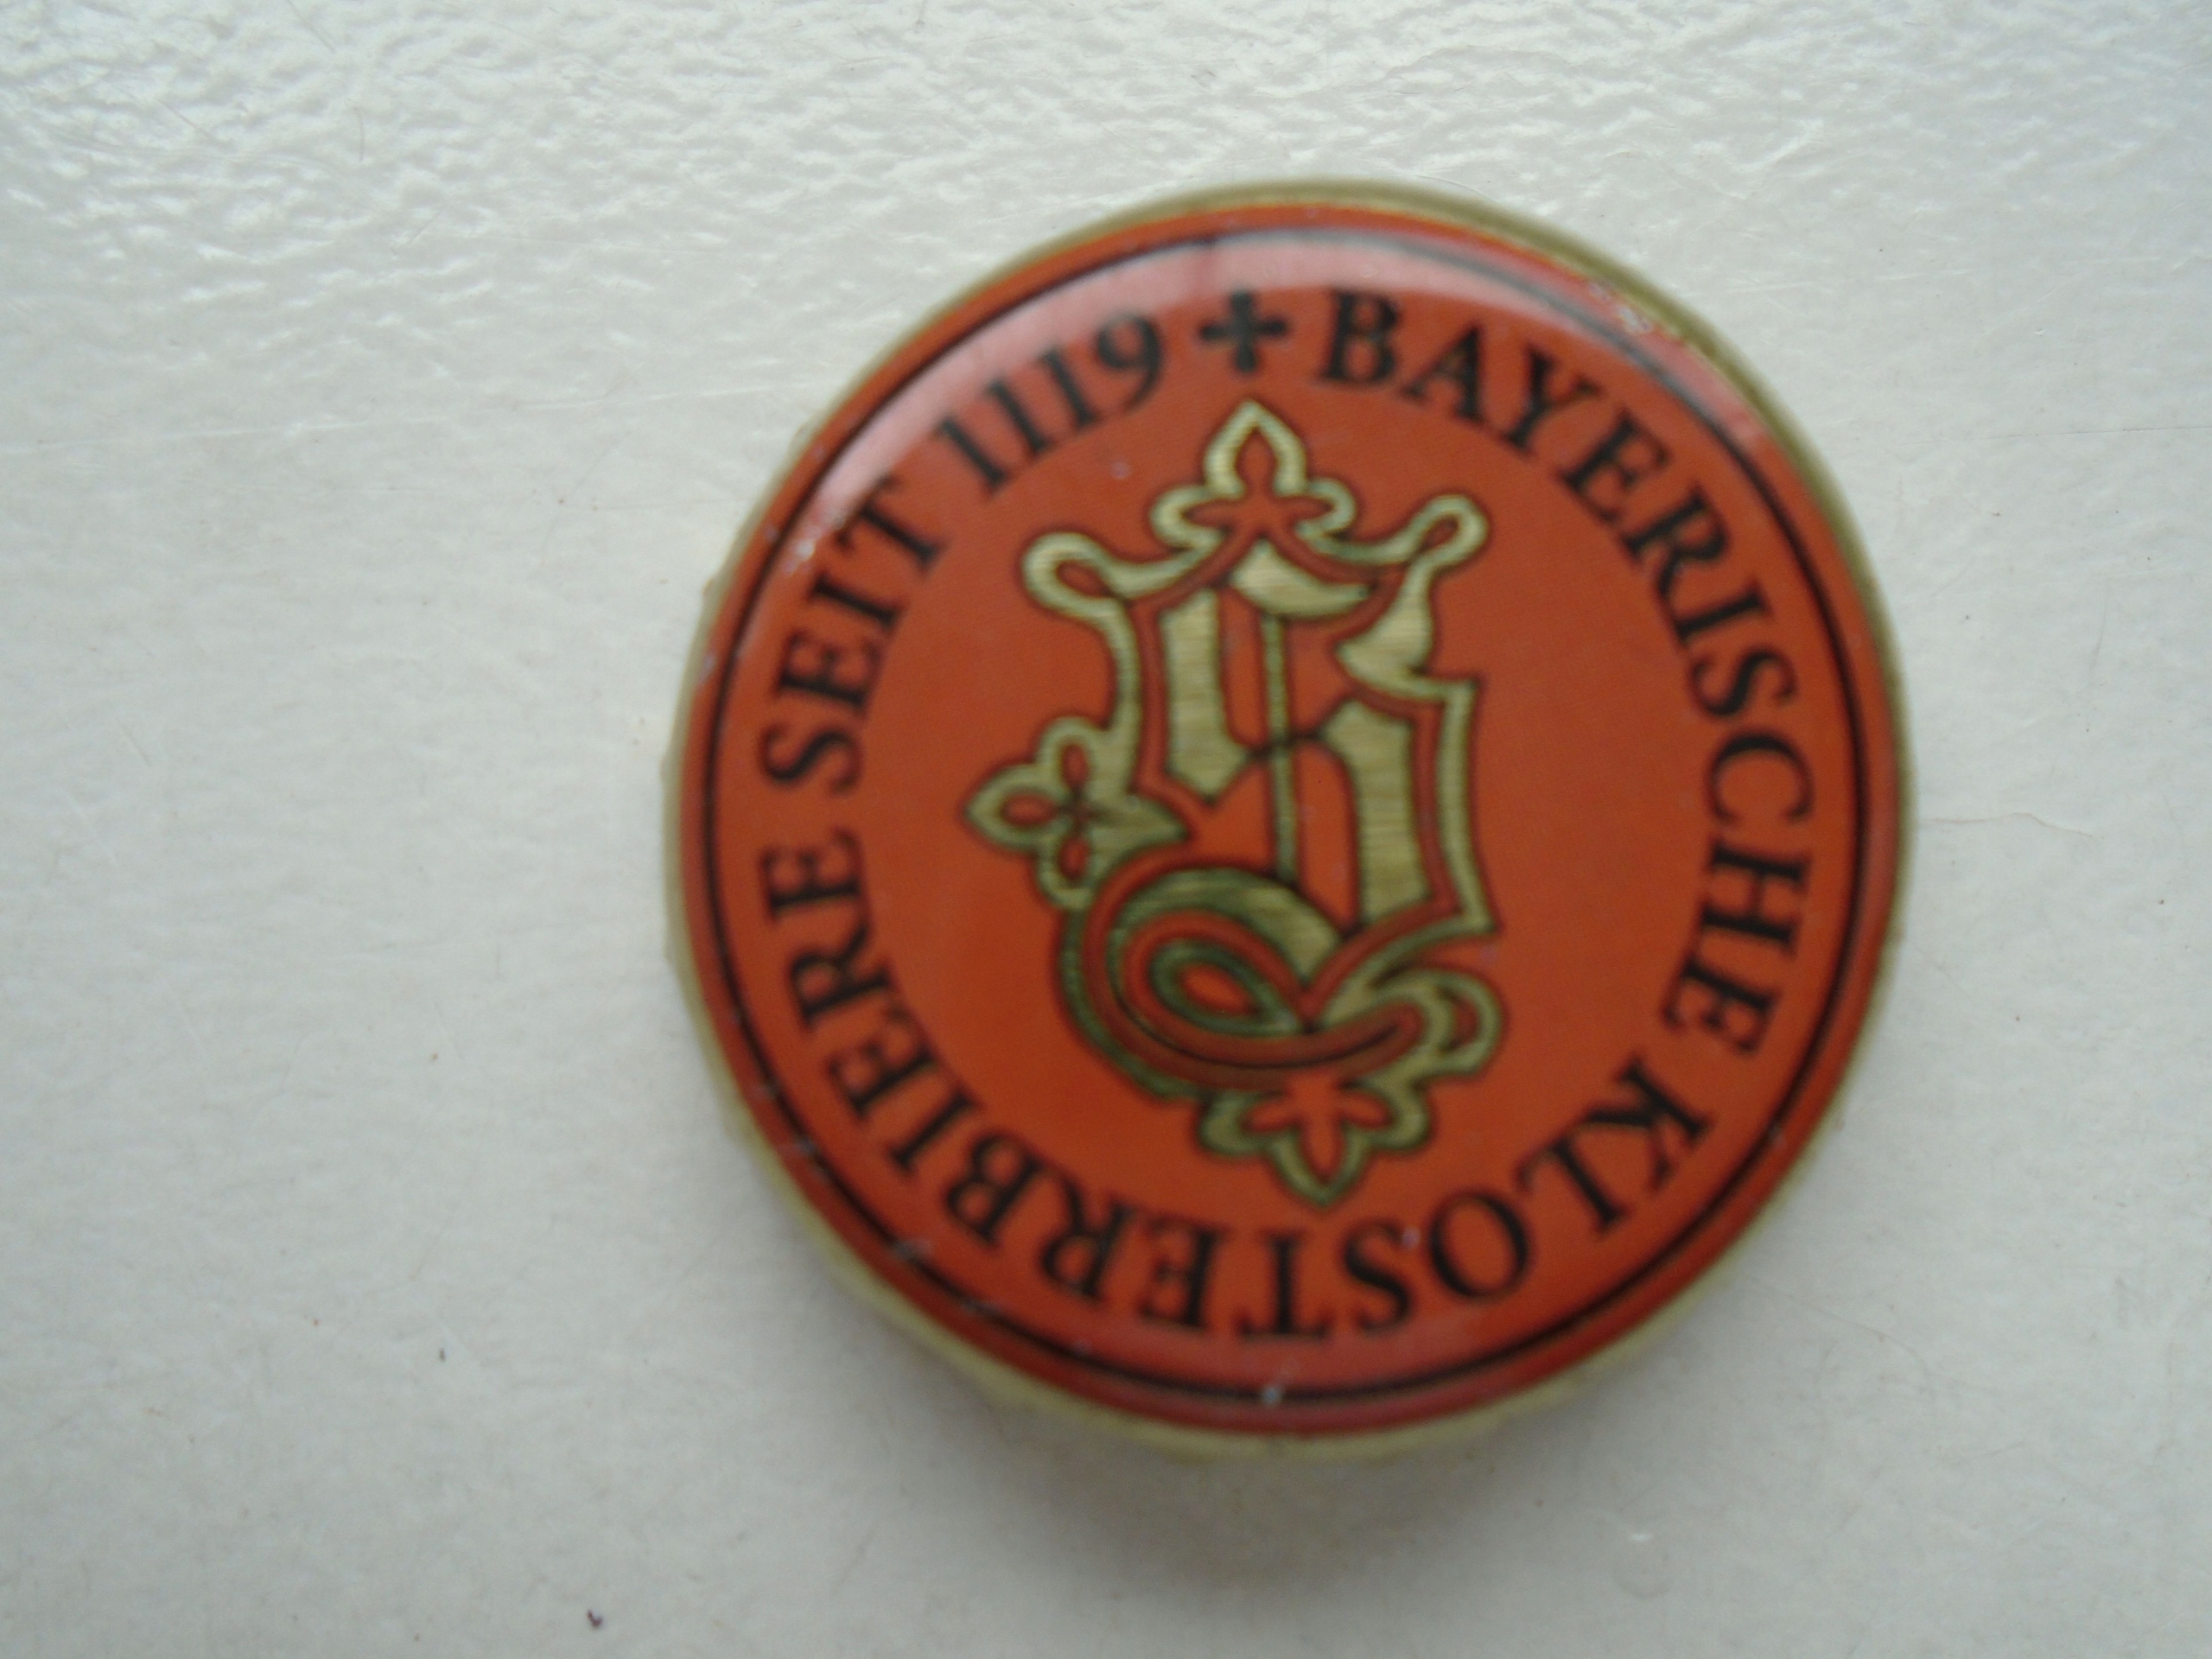 BAYERISCHE KLOSTERBIERE SEIT 1119
S